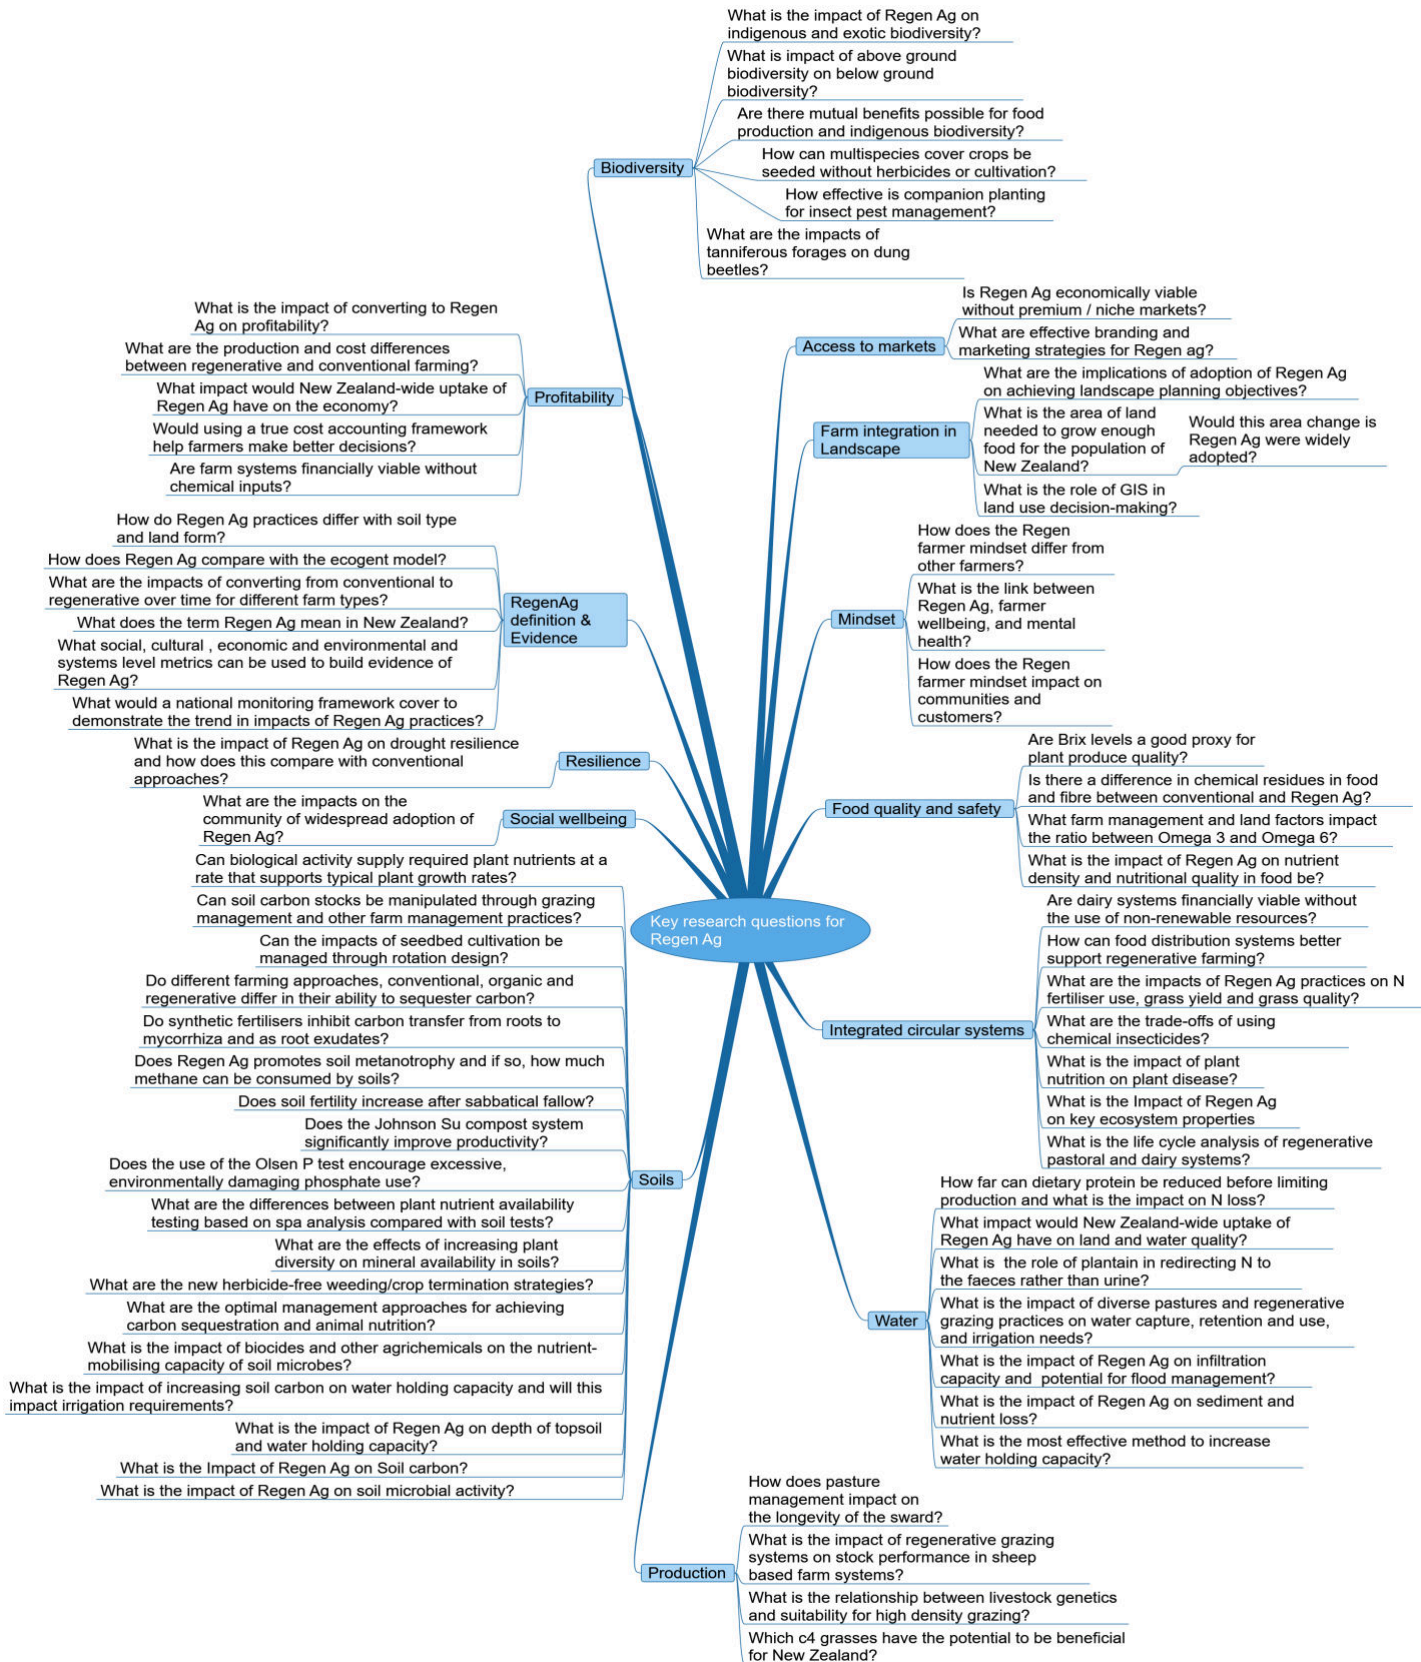 What is the impact of Regen Ag on
indigenous and exotic biodiversity?
What is impact of above ground
biodiversity on below ground
biodiversity?
Are there mutual benefits possible for food
production and indigenous biodiversity?
How can multispecies cover crops be
seeded without herbicides or cultivation?
How effective is companion planting
for insect pest management?
What are the impacts of
tanniferous forages on dung
beetles?
Biodiversity
Is Regen Ag economically viable
without premium / niche markets?
What are effective branding and
marketing strategies for Regen ag?
Access to markets
What are the implications of adoption of Regen Ag
on achieving landscape planning objectives?
What is the area of land
needed to grow enough
food for the population of
New Zealand?
Would this area change is
Regen Ag were widely
adopted?
What is the role of GIS in
land use decision-making?
Farm integration in
Landscape
How does the Regen
farmer mindset differ from
other farmers?
What is the link between
Regen Ag, farmer
wellbeing, and mental
health?
How does the Regen
farmer mindset impact on
communities and
customers?
Mindset
Are Brix levels a good proxy for
plant produce quality?
Is there a difference in chemical residues in food
and fibre between conventional and Regen Ag?
What farm management and land factors impact
the ratio between Omega 3 and Omega 6?
What is the impact of Regen Ag on nutrient
density and nutritional quality in food be?
Food quality and safety
Are dairy systems financially viable without
the use of non-renewable resources?
How can food distribution systems better
support regenerative farming?
What are the impacts of Regen Ag practices on N
fertiliser use, grass yield and grass quality?
What are the trade-offs of using
chemical insecticides?
What is the impact of plant
nutrition on plant disease?
What is the Impact of Regen Ag
on key ecosystem properties
What is the life cycle analysis of regenerative
pastoral and dairy systems?
Integrated circular systems
How far can dietary protein be reduced before limiting
production and what is the impact on N loss?
What impact would New Zealand-wide uptake of
Regen Ag have on land and water quality?
What is  the role of plantain in redirecting N to
the faeces rather than urine?
What is the impact of diverse pastures and regenerative
grazing practices on water capture, retention and use,
and irrigation needs?
What is the impact of Regen Ag on infiltration
capacity and  potential for flood management?
What is the impact of Regen Ag on sediment and
nutrient loss?
What is the most effective method to increase
water holding capacity?
Water
How does pasture
management impact on
the longevity of the sward?
What is the impact of regenerative grazing
systems on stock performance in sheep
based farm systems?
What is the relationship between livestock genetics
and suitability for high density grazing?
Which c4 grasses have the potential to be beneficial
for New Zealand?
Production
Key research questions for
Regen Ag
What is the impact of converting to Regen
Ag on profitability?
What are the production and cost differences
between regenerative and conventional farming?
What impact would New Zealand-wide uptake of
Regen Ag have on the economy?
Would using a true cost accounting framework
help farmers make better decisions?
Are farm systems financially viable without
chemical inputs?
Profitability
How do Regen Ag practices differ with soil type
and land form?
How does Regen Ag compare with the ecogent model?
What are the impacts of converting from conventional to
regenerative over time for different farm types?
What does the term Regen Ag mean in New Zealand?
What social, cultural , economic and environmental and
systems level metrics can be used to build evidence of
Regen Ag?
What would a national monitoring framework cover to
demonstrate the trend in impacts of Regen Ag practices?
RegenAg
definition &
Evidence
What is the impact of Regen Ag on drought resilience
and how does this compare with conventional
approaches?
Resilience
What are the impacts on the
community of widespread adoption of
Regen Ag?
Social wellbeing
Can biological activity supply required plant nutrients at a
rate that supports typical plant growth rates?
Can soil carbon stocks be manipulated through grazing
management and other farm management practices?
Can the impacts of seedbed cultivation be
managed through rotation design?
Do different farming approaches, conventional, organic and
regenerative differ in their ability to sequester carbon?
Do synthetic fertilisers inhibit carbon transfer from roots to
mycorrhiza and as root exudates?
Does Regen Ag promotes soil metanotrophy and if so, how much
methane can be consumed by soils?
Does soil fertility increase after sabbatical fallow?
Does the Johnson Su compost system
significantly improve productivity?
Does the use of the Olsen P test encourage excessive,
environmentally damaging phosphate use?
What are the differences between plant nutrient availability
testing based on spa analysis compared with soil tests?
What are the effects of increasing plant
diversity on mineral availability in soils?
What are the new herbicide-free weeding/crop termination strategies?
What are the optimal management approaches for achieving
carbon sequestration and animal nutrition?
What is the impact of biocides and other agrichemicals on the nutrient-
mobilising capacity of soil microbes?
What is the impact of increasing soil carbon on water holding capacity and will this
impact irrigation requirements?
What is the impact of Regen Ag on depth of topsoil
and water holding capacity?
What is the Impact of Regen Ag on Soil carbon?
What is the impact of Regen Ag on soil microbial activity?
Soils